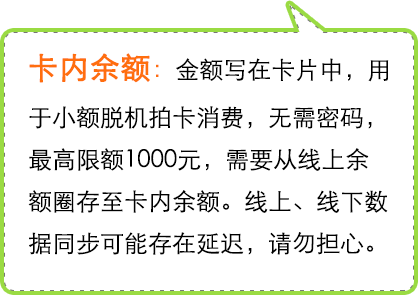 卡内余额：金额写在卡片中，用
于小额脱机拍卡消费，无需密码，
最高限额1000元，需要从线上余
额圈存至卡内余额。线上、线下数
据同步可能存在延迟，请勿担心。